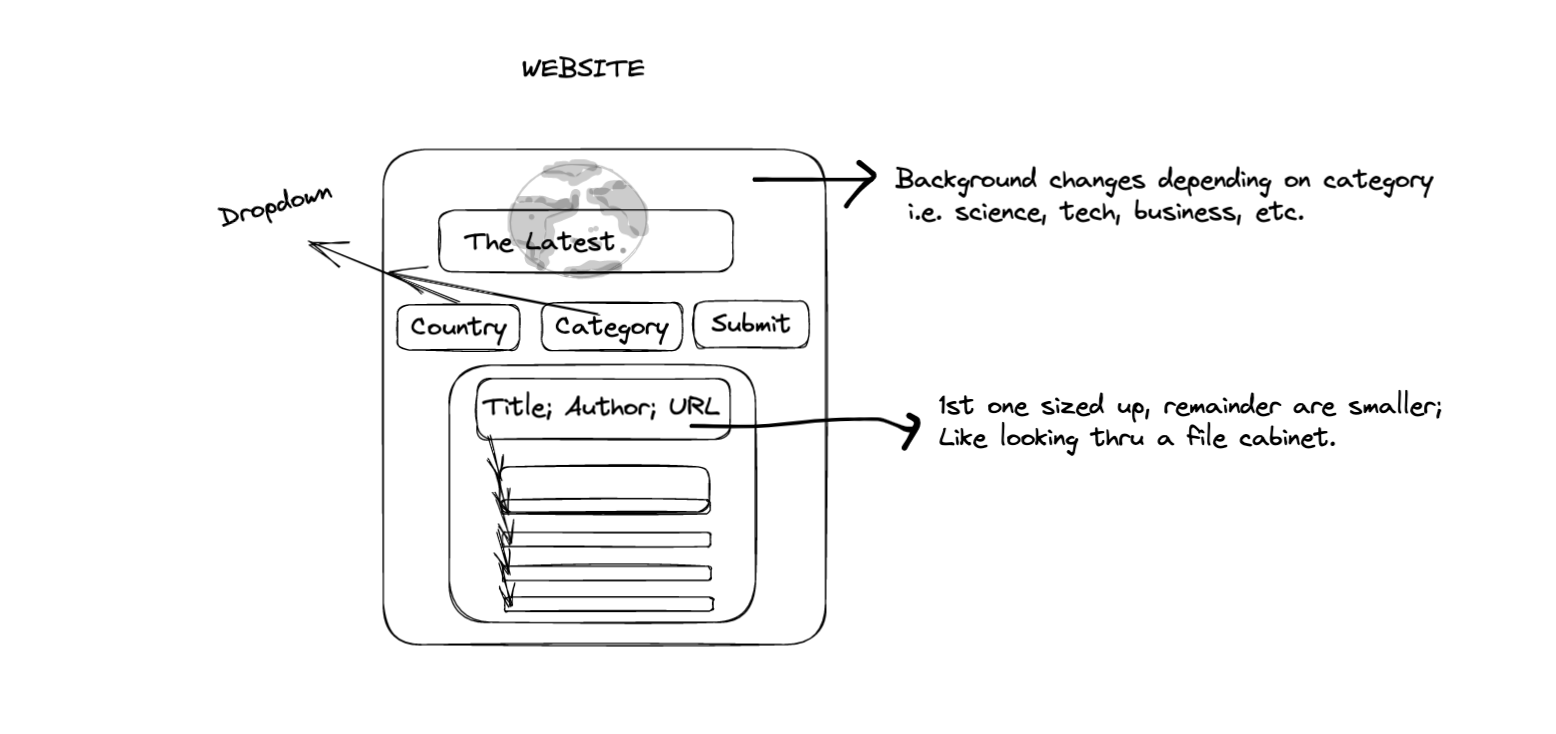 WEBSITE
Dropdown
Background changes depending on category
i.e. science, tech, business, etc.
The Latest
Country
Category
Submit
Title; Author; URL
1st one sized up, remainder are smaller;
Like looking thru a file cabinet.